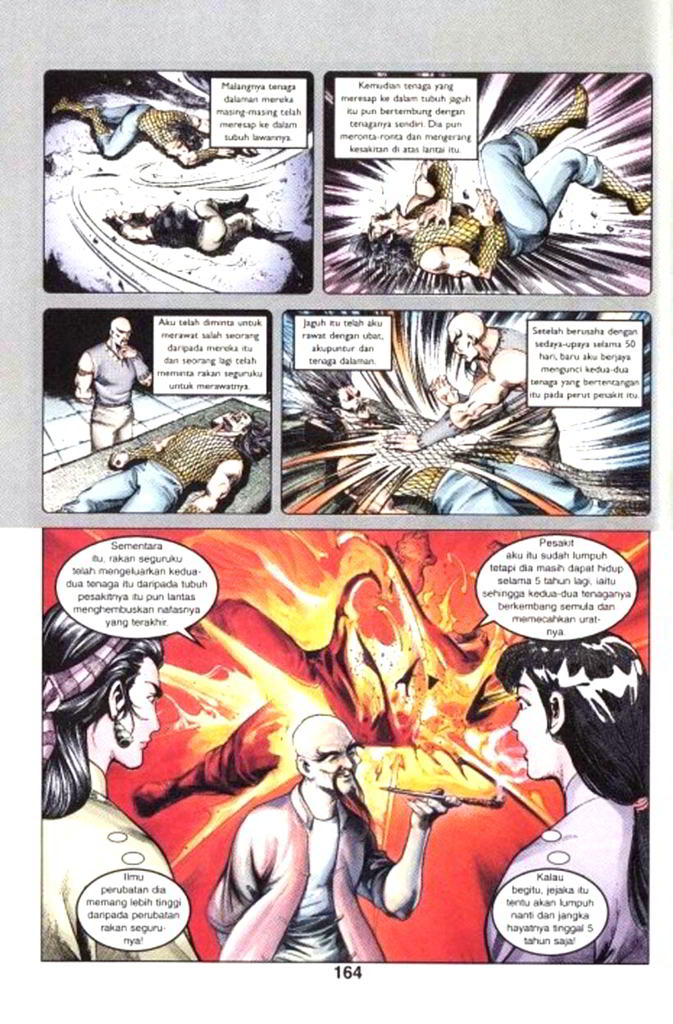 Malangnya tenaga
dalaman mereka
masing-masing telah
meresap ke dalam
tubuh lawannya.
Kemudian tenaga yang
meresap ke dalam tubuh jaguh
itu pun bertembung dengan
tenaganya sendiri. Dia pun
meronta-ronta dan mengerang
kesakitan di atas lantai itu.
Aku telah diminta untuk
merawat salah seorang
daripada mereka itu
dan seorang lagi telah
meminta rakan seguruku
untuk merawatnya.
Jaguh itu telah aku
rawat dengan ubat,
akupuntur dan
tenaga dalaman.
Setelah berusaha dengan
sedaya-upaya selama 50
hari, baru aku berjaya
mengunci kedua-dua
tenaga yang bertentangan
itu pada perut pesakit itu.
Sementara
itu, rakan seguruku
telah mengeluarkan kedua-
dua tenaga itu daripada tubuh
pesakitnya itu pun lantas
menghembuskan nafasnya
yang terakhir.
Pesakit
aku itu sudah lumpuh
tetapi dia masih dapat hidup
selama 5 tahun lagi, iaitu
sehingga kedua-dua tenaganya
berkembang semula dan
memecahkan urat-
nya.
Ilmu
perubatan dia
memang lebih tinggi
daripada perubatan
rakan seguru-
nya!
Kalau
begitu, jejaka itu
tentu akan lumpuh
nanti dan jangka
hayatnya tinggal 5
tahun saja!
164